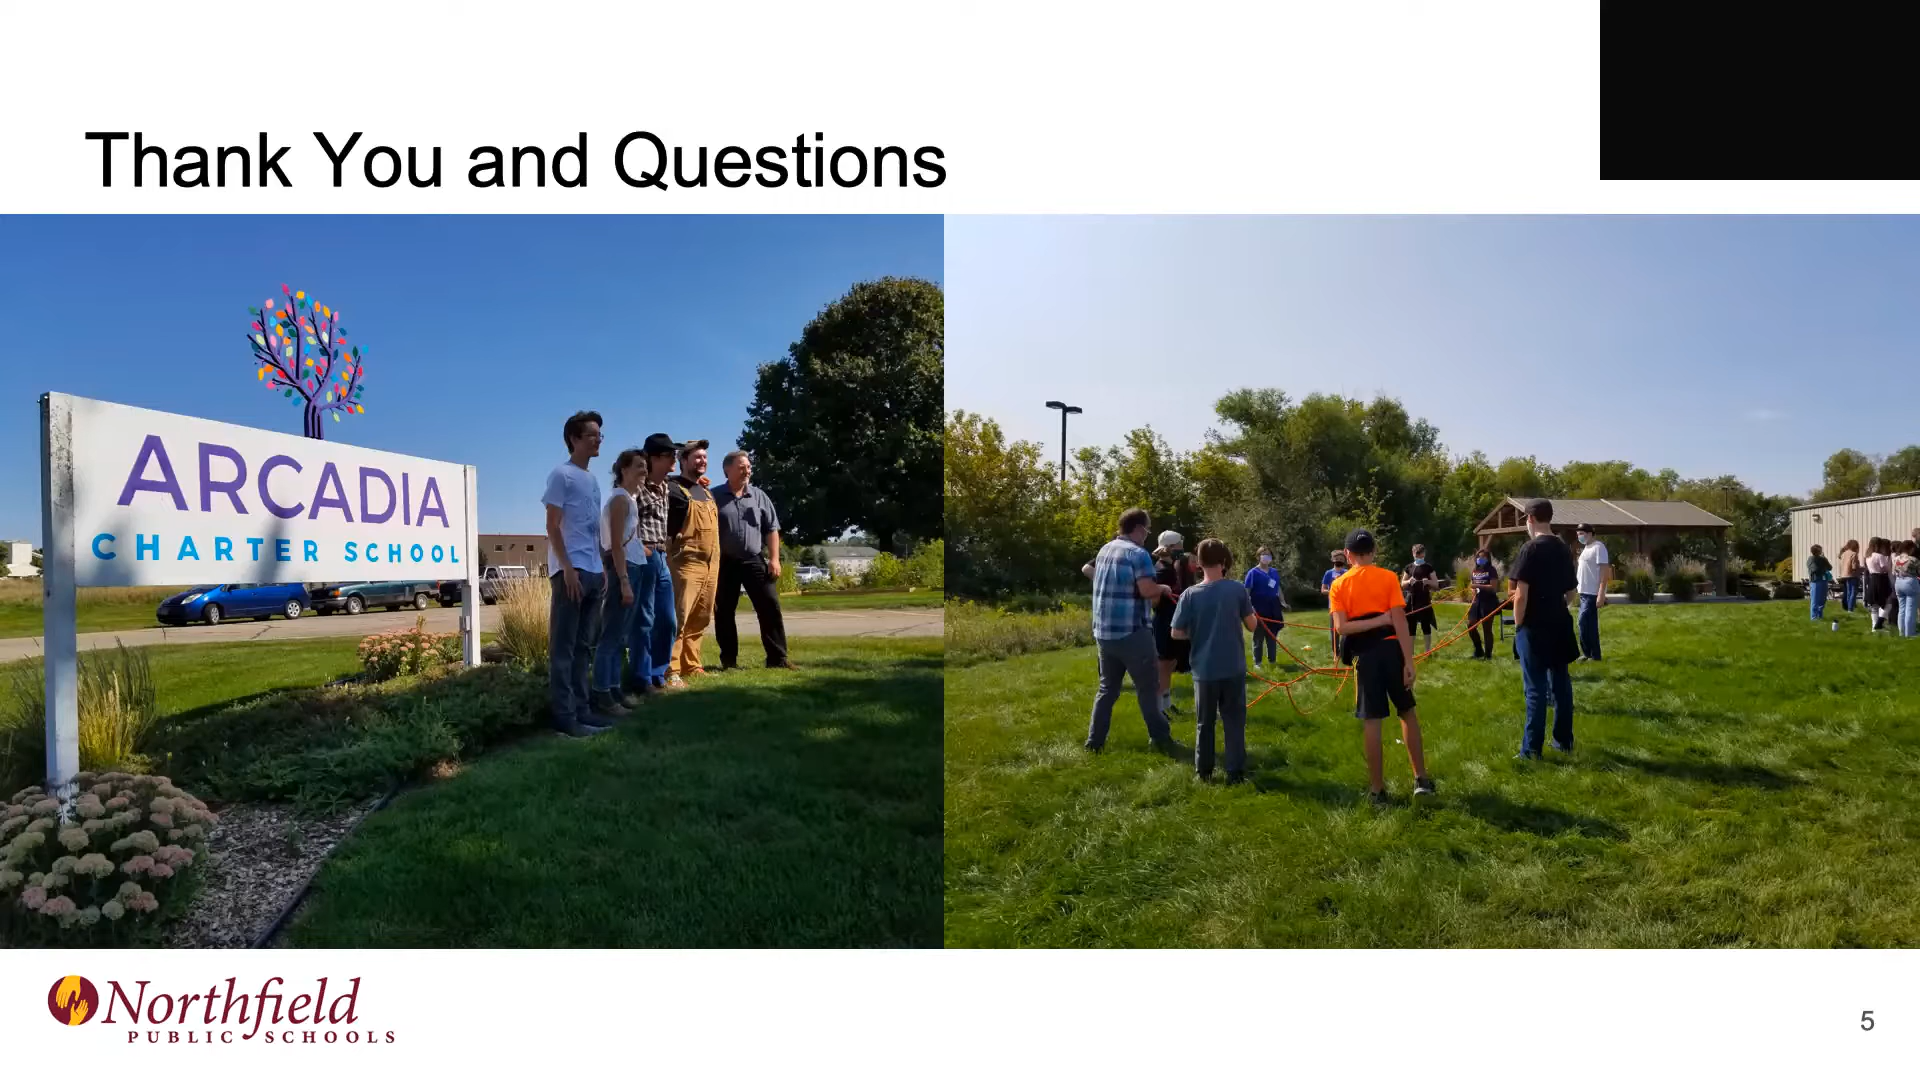 Thank You and Questions
ARCADIA
CHARTER SCHOOL
Northfield
PUBLIC SCHOOLS
5